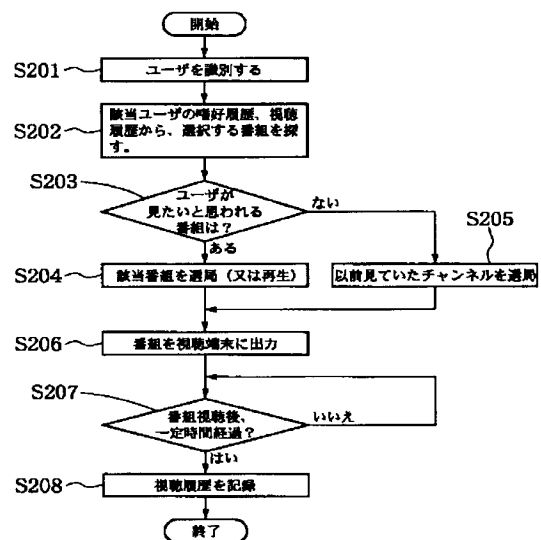 開始
S201
ユーザを識別する
S202
該当ユーザの嗜好履歴、視聴
履歴から、選択する番組を探
す。
S203
ユーザが
見たいと思われる
番組は？
ない
ある
S204
該当番組を選局（又は再生）
S205
以前見ていたチャンネルを選局
S206
番組を視聴端末に出力
S207
番組視聴後、
一定時間経過？
いいえ
はい
S208
視聴履歴を記録
終了